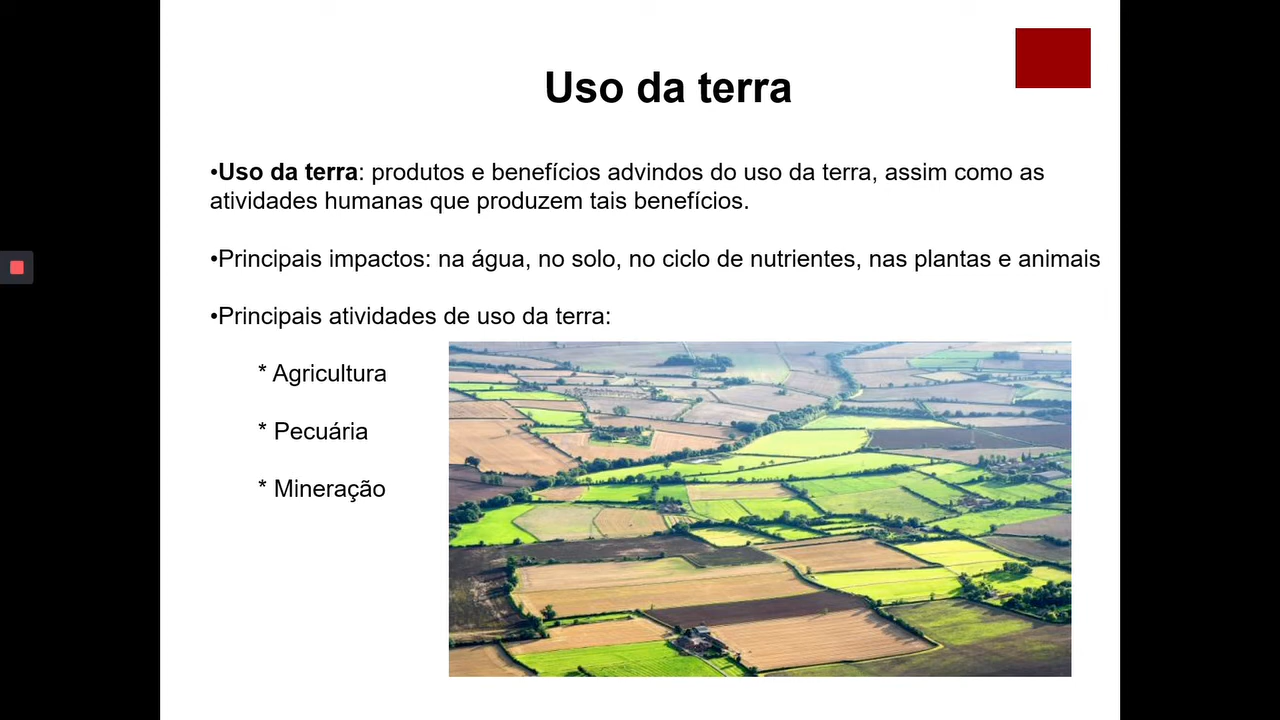 Uso da terra
•Uso da terra: produtos e benefícios advindos do uso da terra, assim como as
atividades humanas que produzem tais benefícios.
•Principais impactos: na água, no solo, no ciclo de nutrientes, nas plantas e animais
•Principais atividades de uso da terra:
* Agricultura
* Pecuária
* Mineração